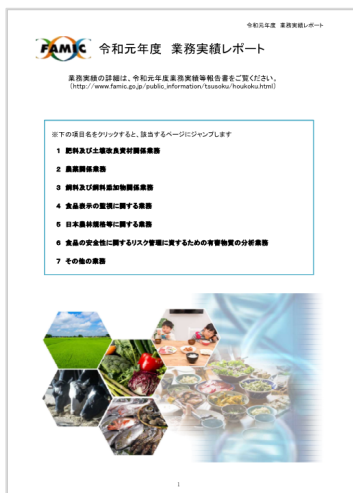 令和元年度 業務実績レポート
FAMIC 令和元年度 業務実績レポート
業務実績の詳細は、令和元年度業務実績等報告書をご覧ください。
（http://www.famic.go.jp/public_information/tsusoku/houkoku.html）
※下の項目名をクリックすると、該当するページにジャンプします
1 肥料及び土壌改良資材関係業務
2 農薬関係業務
3 飼料及び飼料添加物関係業務
4 食品表示の監視に関する業務
5 日本農林規格等に関する業務
6 食品の安全性に関するリスク管理に資するための有害物質の分析業務
7 その他の業務
1